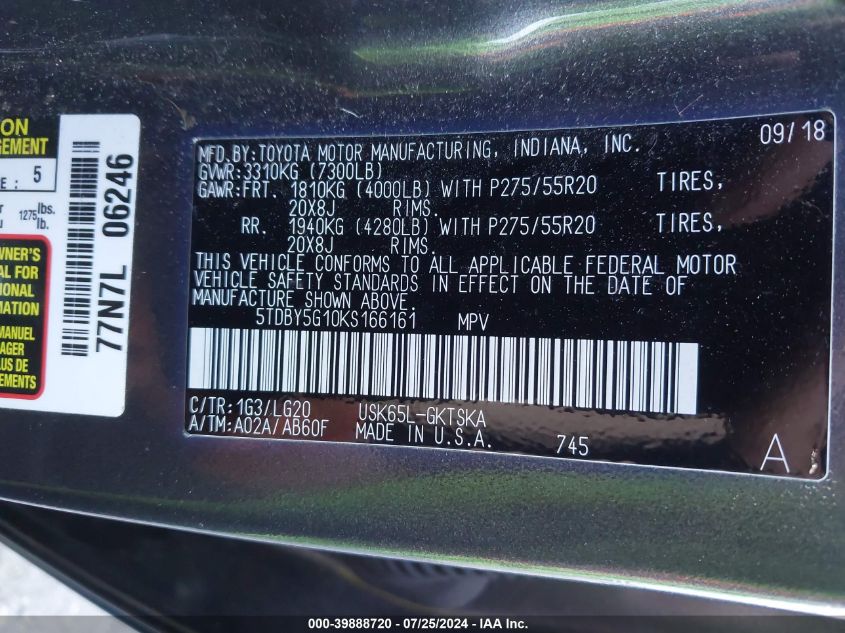 ON
GEMENT
E : 5
r 1275 lbs.
u lb.
WNER'S
AL FOR
IONAL
MATION
MANUEL
AGER
LUS DE
EMENTS
77N7L 06246
MFD.BY:TOYOTA MOTOR MANUFACTURING, INDIANA, INC. 09/18
GVWR:3310KG (7300LB)
GAWR:FRT. 1810KG (4000LB) WITH P275/55R20 TIRES,
20X8J RIMS.
RR. 1940KG (4280LB) WITH P275/55R20 TIRES,
20X8J RIMS.
THIS VEHICLE CONFORMS TO ALL APPLICABLE FEDERAL MOTOR
VEHICLE SAFETY STANDARDS IN EFFECT ON THE DATE OF
MANUFACTURE SHOWN ABOVE.
5TDBY5G10KS166161 MPV
C/TR:1G3/LG20 USK65L-GKTSKA
A/TM:A02A/AB60F MADE IN U.S.A. 745 A
000-39888720 - 07/25/2024 - IAA Inc.